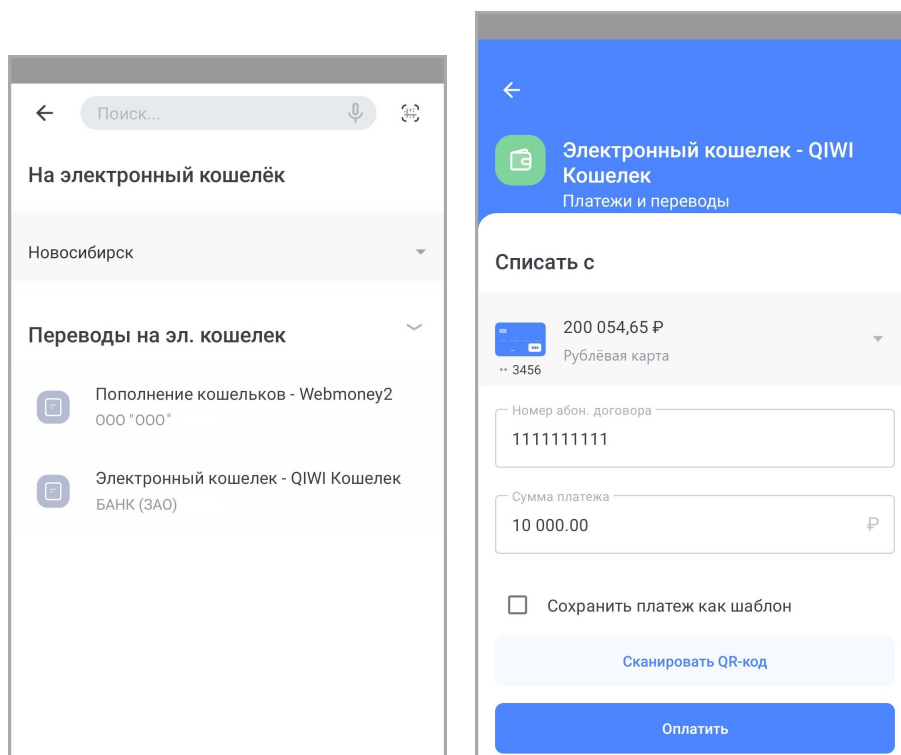 Поиск...
На электронный кошелёк
Новосибирск
Переводы на эл. кошелек
Пополнение кошельков - Webmoney2
ООО "ООО"
Электронный кошелек - QIWI Кошелек
БАНК (ЗАО)
Электронный кошелек - QIWI
Кошелек
Платежи и переводы
Списать с
200 054,65 ₽
Рублёвая карта
VISA
·· 3456
Номер абон. договора
1111111111
Сумма платежа
10 000.00 ₽
Сохранить платеж как шаблон
Сканировать QR-код
Оплатить